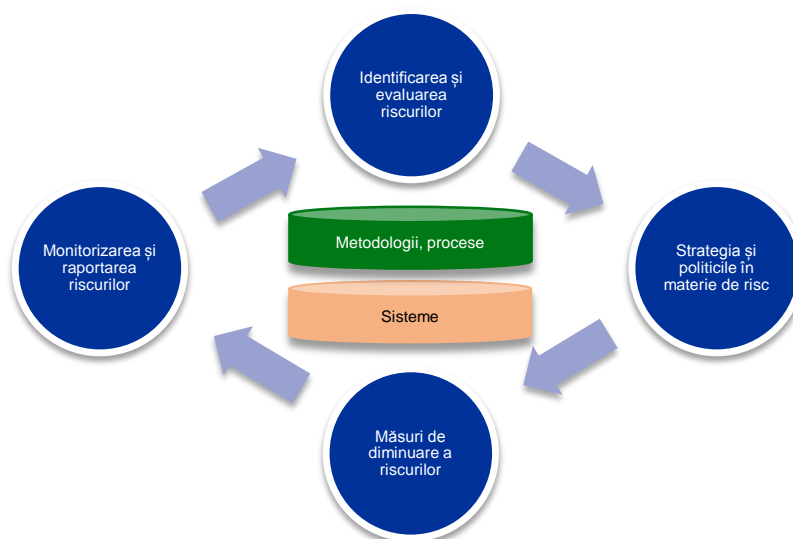 Identificarea și
evaluarea
riscurilor
Metodologii, procese
Monitorizarea și
raportarea
riscurilor
Strategia și
politicile în
materie de risc
Sisteme
Măsuri de
diminuare a
riscurilor